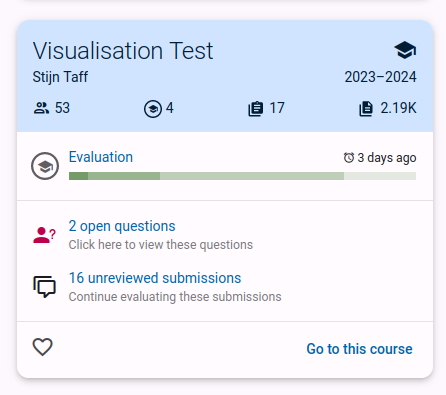 Visualisation Test
Stijn Taff 2023–2024
53 4 17 2.19K
Evaluation 3 days ago
2 open questions
Click here to view these questions
16 unreviewed submissions
Continue evaluating these submissions
Go to this course